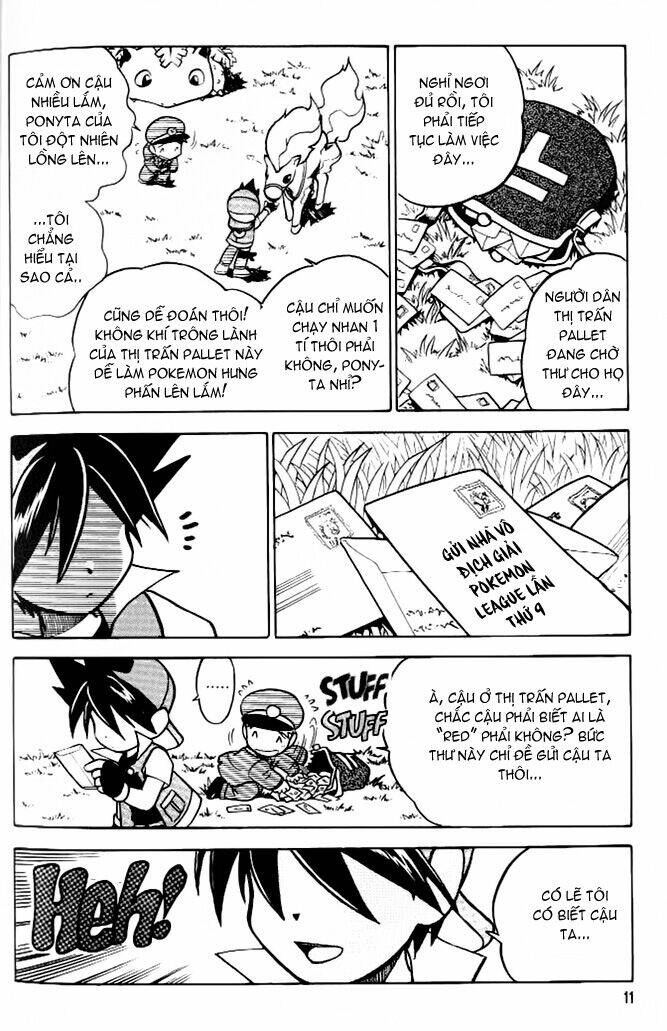 CẢM ƠN CẬU
NHIỀU LẮM,
PONYTA CỦA
TÔI ĐỘT NHIÊN
LỒNG LÊN...
...TÔI
CHẲNG
HIỂU TẠI
SAO CẢ..
CŨNG DỄ ĐOÁN THÔI!
KHÔNG KHÍ TRÔNG LÀNH
CỦA THỊ TRẤN PALLET NÀY
DỄ LÀM POKEMON HƯNG
PHẤN LÊN LẮM!
CẬU CHỈ MUỐN
CHẠY NHAN 1
TÍ THÔI PHẢI
KHÔNG, PONY-
TA NHỈ?
NGHỈ NGƠI
ĐỦ RỒI, TÔI
PHẢI TIẾP
TỤC LÀM VIỆC
ĐÂY...
NGƯỜI DÂN
THỊ TRẤN
PALLET
ĐANG CHỜ
THƯ CHO HỌ
ĐÂY...
GỬI NHÀ VÔ
ĐỊCH GIẢI
POKEMON
LEAGUE LẦN
THỨ 9
......
STUFF
STUFF
À, CẬU Ở THỊ TRẤN PALLET,
CHẮC CẬU PHẢI BIẾT AI LÀ
"RED" PHẢI KHÔNG? BỨC
THƯ NÀY CHỈ ĐỀ GỬI CẬU TA
THÔI...
Heh!
CÓ LẼ TÔI
CÓ BIẾT CẬU
TA...
11